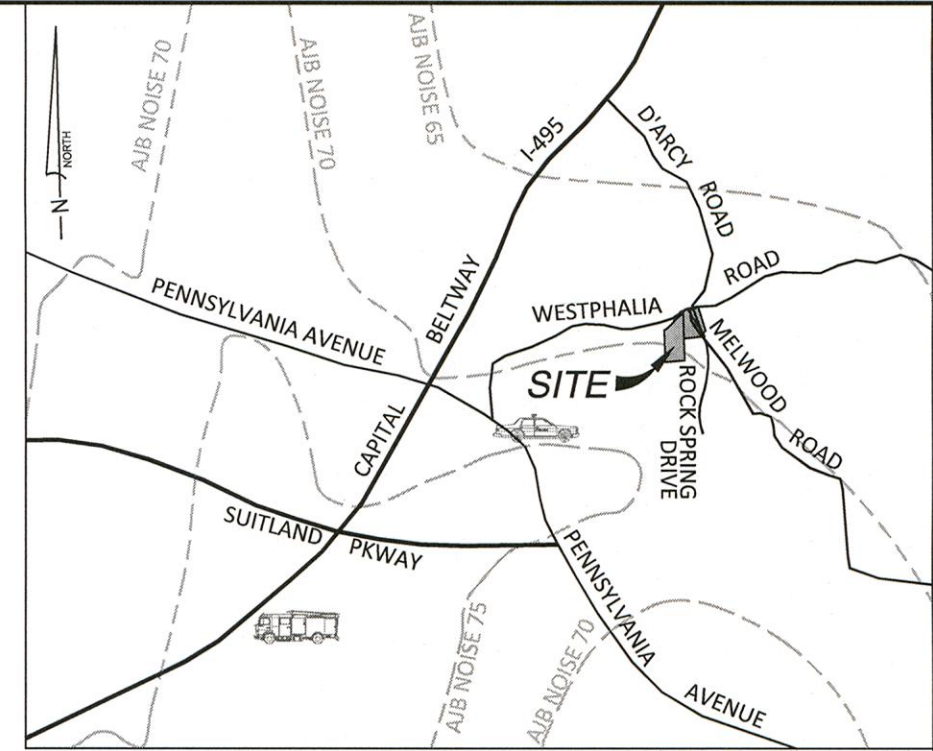 AJB NOISE 70
AJB NOISE 70
AJB NOISE 65
N
NORTH
I-495
D'ARCY
ROAD
ROAD
WESTPHALIA
MELWOOD
ROAD
PENNSYLVANIA AVENUE
CAPITAL
BELTWAY
SITE
ROCK SPRING
DRIVE
SUITLAND
PKWAY
PENNSYLVANIA
AVENUE
AJB NOISE 75
AJB NOISE 70